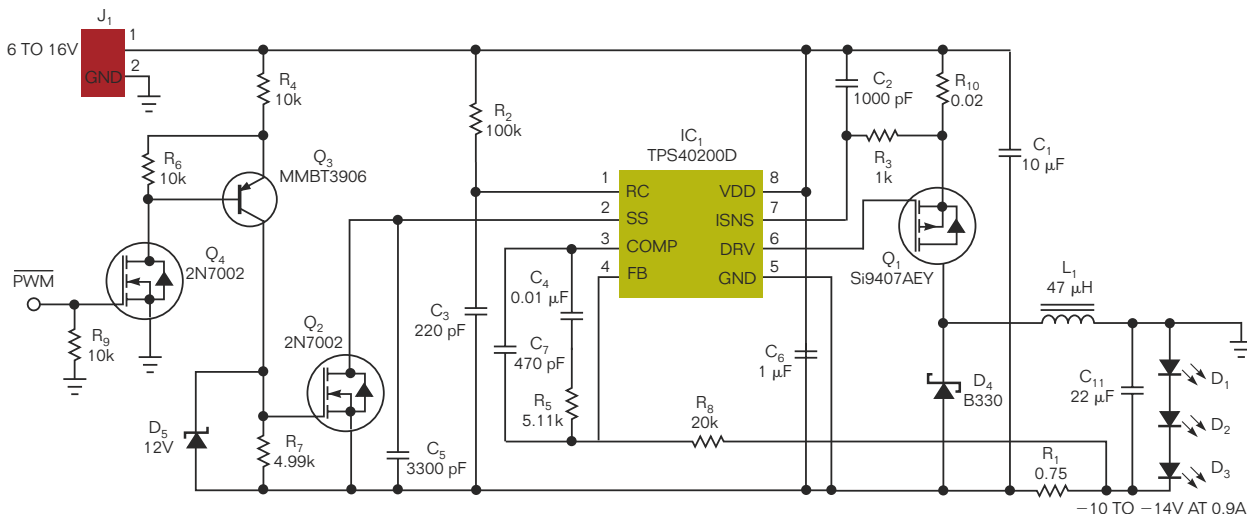 J₁
6 TO 16V
1
GND
2
R₄
10k
R₆
10k
Q₃
MMBT3906
Q₄
2N7002
PWM
R₉
10k
D₅
12V
R₇
4.99k
Q₂
2N7002
C₅
3300 pF
R₂
100k
C₃
220 pF
C₄
0.01 μF
C₇
470 pF
R₅
5.11k
IC₁
TPS40200D
1 RC VDD 8
2 SS ISNS 7
3 COMP DRV 6
4 FB GND 5
R₈
20k
C₆
1 μF
C₂
1000 pF
R₃
1k
R₁₀
0.02
C₁
10 μF
Q₁
Si9407AEY
D₄
B330
L₁
47 μH
C₁₁
22 μF
D₁
D₂
D₃
R₁
0.75
−10 TO −14V AT 0.9A